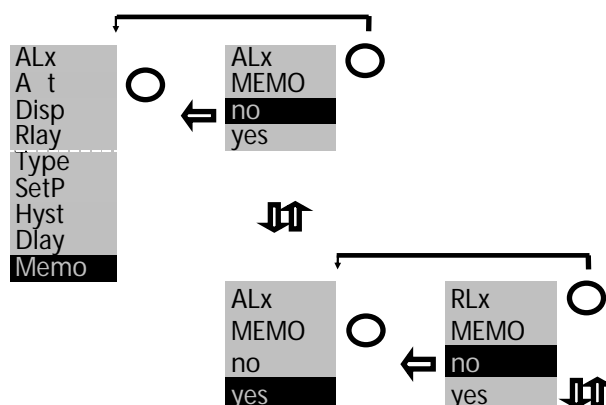 ALx
A t
Disp
Rlay
Type
SetP
Hyst
Dlay
Memo
ALx
MEMO
no
yes
ALx
MEMO
no
yes
RLx
MEMO
no
yes